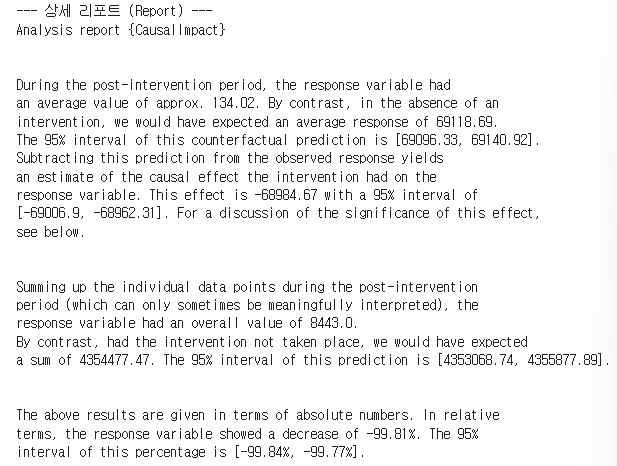 --- 상세 리포트 (Report) ---
Analysis report {CausalImpact}
During the post-intervention period, the response variable had
an average value of approx. 134.02. By contrast, in the absence of an
intervention, we would have expected an average response of 69118.69.
The 95% interval of this counterfactual prediction is [69096.33, 69140.92].
Subtracting this prediction from the observed response yields
an estimate of the causal effect the intervention had on the
response variable. This effect is -68984.67 with a 95% interval of
[-69006.9, -68962.31]. For a discussion of the significance of this effect,
see below.
Summing up the individual data points during the post-intervention
period (which can only sometimes be meaningfully interpreted), the
response variable had an overall value of 8443.0.
By contrast, had the intervention not taken place, we would have expected
a sum of 4354477.47. The 95% interval of this prediction is [4353068.74, 4355877.89].
The above results are given in terms of absolute numbers. In relative
terms, the response variable showed a decrease of -99.81%. The 95%
interval of this percentage is [-99.84%, -99.77%].